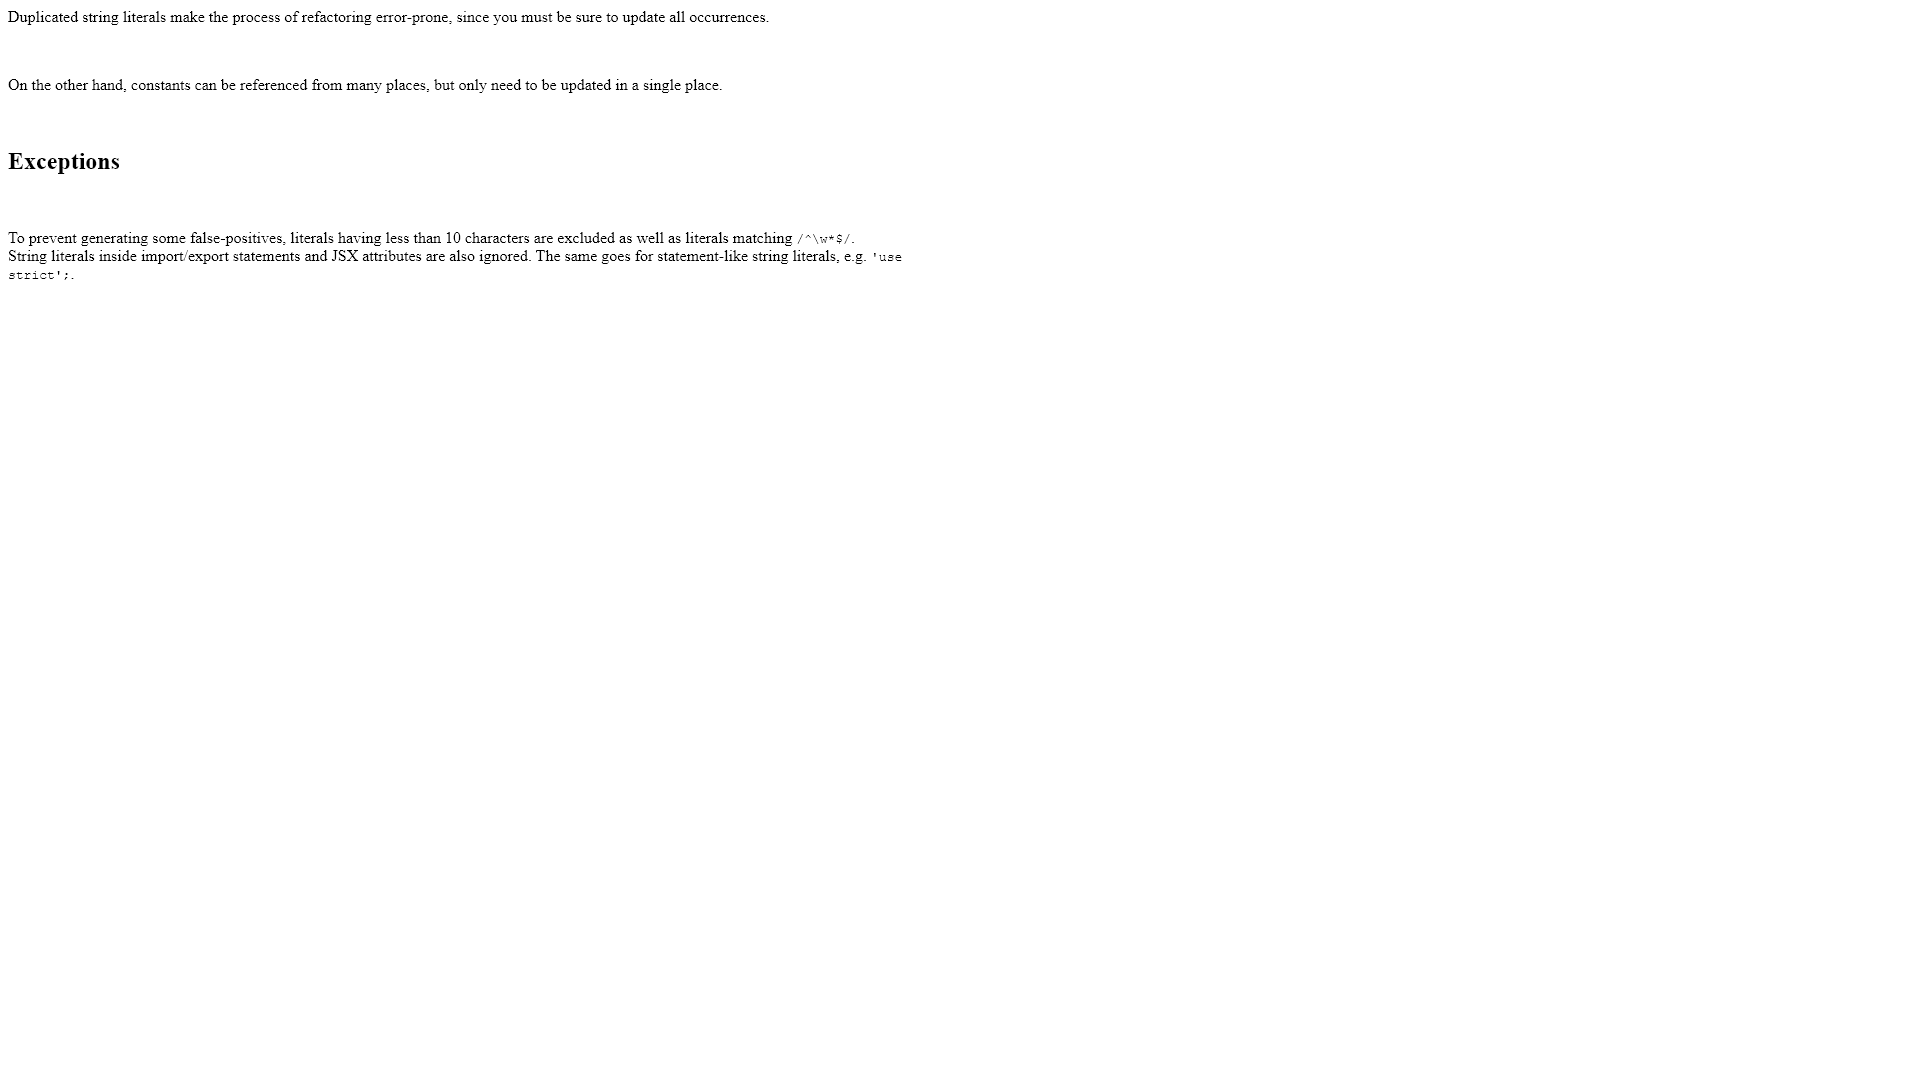 Duplicated string literals make the process of refactoring error-prone, since you must be sure to update all occurrences.
On the other hand, constants can be referenced from many places, but only need to be updated in a single place.
Exceptions
To prevent generating some false-positives, literals having less than 10 characters are excluded as well as literals matching /^\w*$/.
String literals inside import/export statements and JSX attributes are also ignored. The same goes for statement-like string literals, e.g. 'use
strict';.